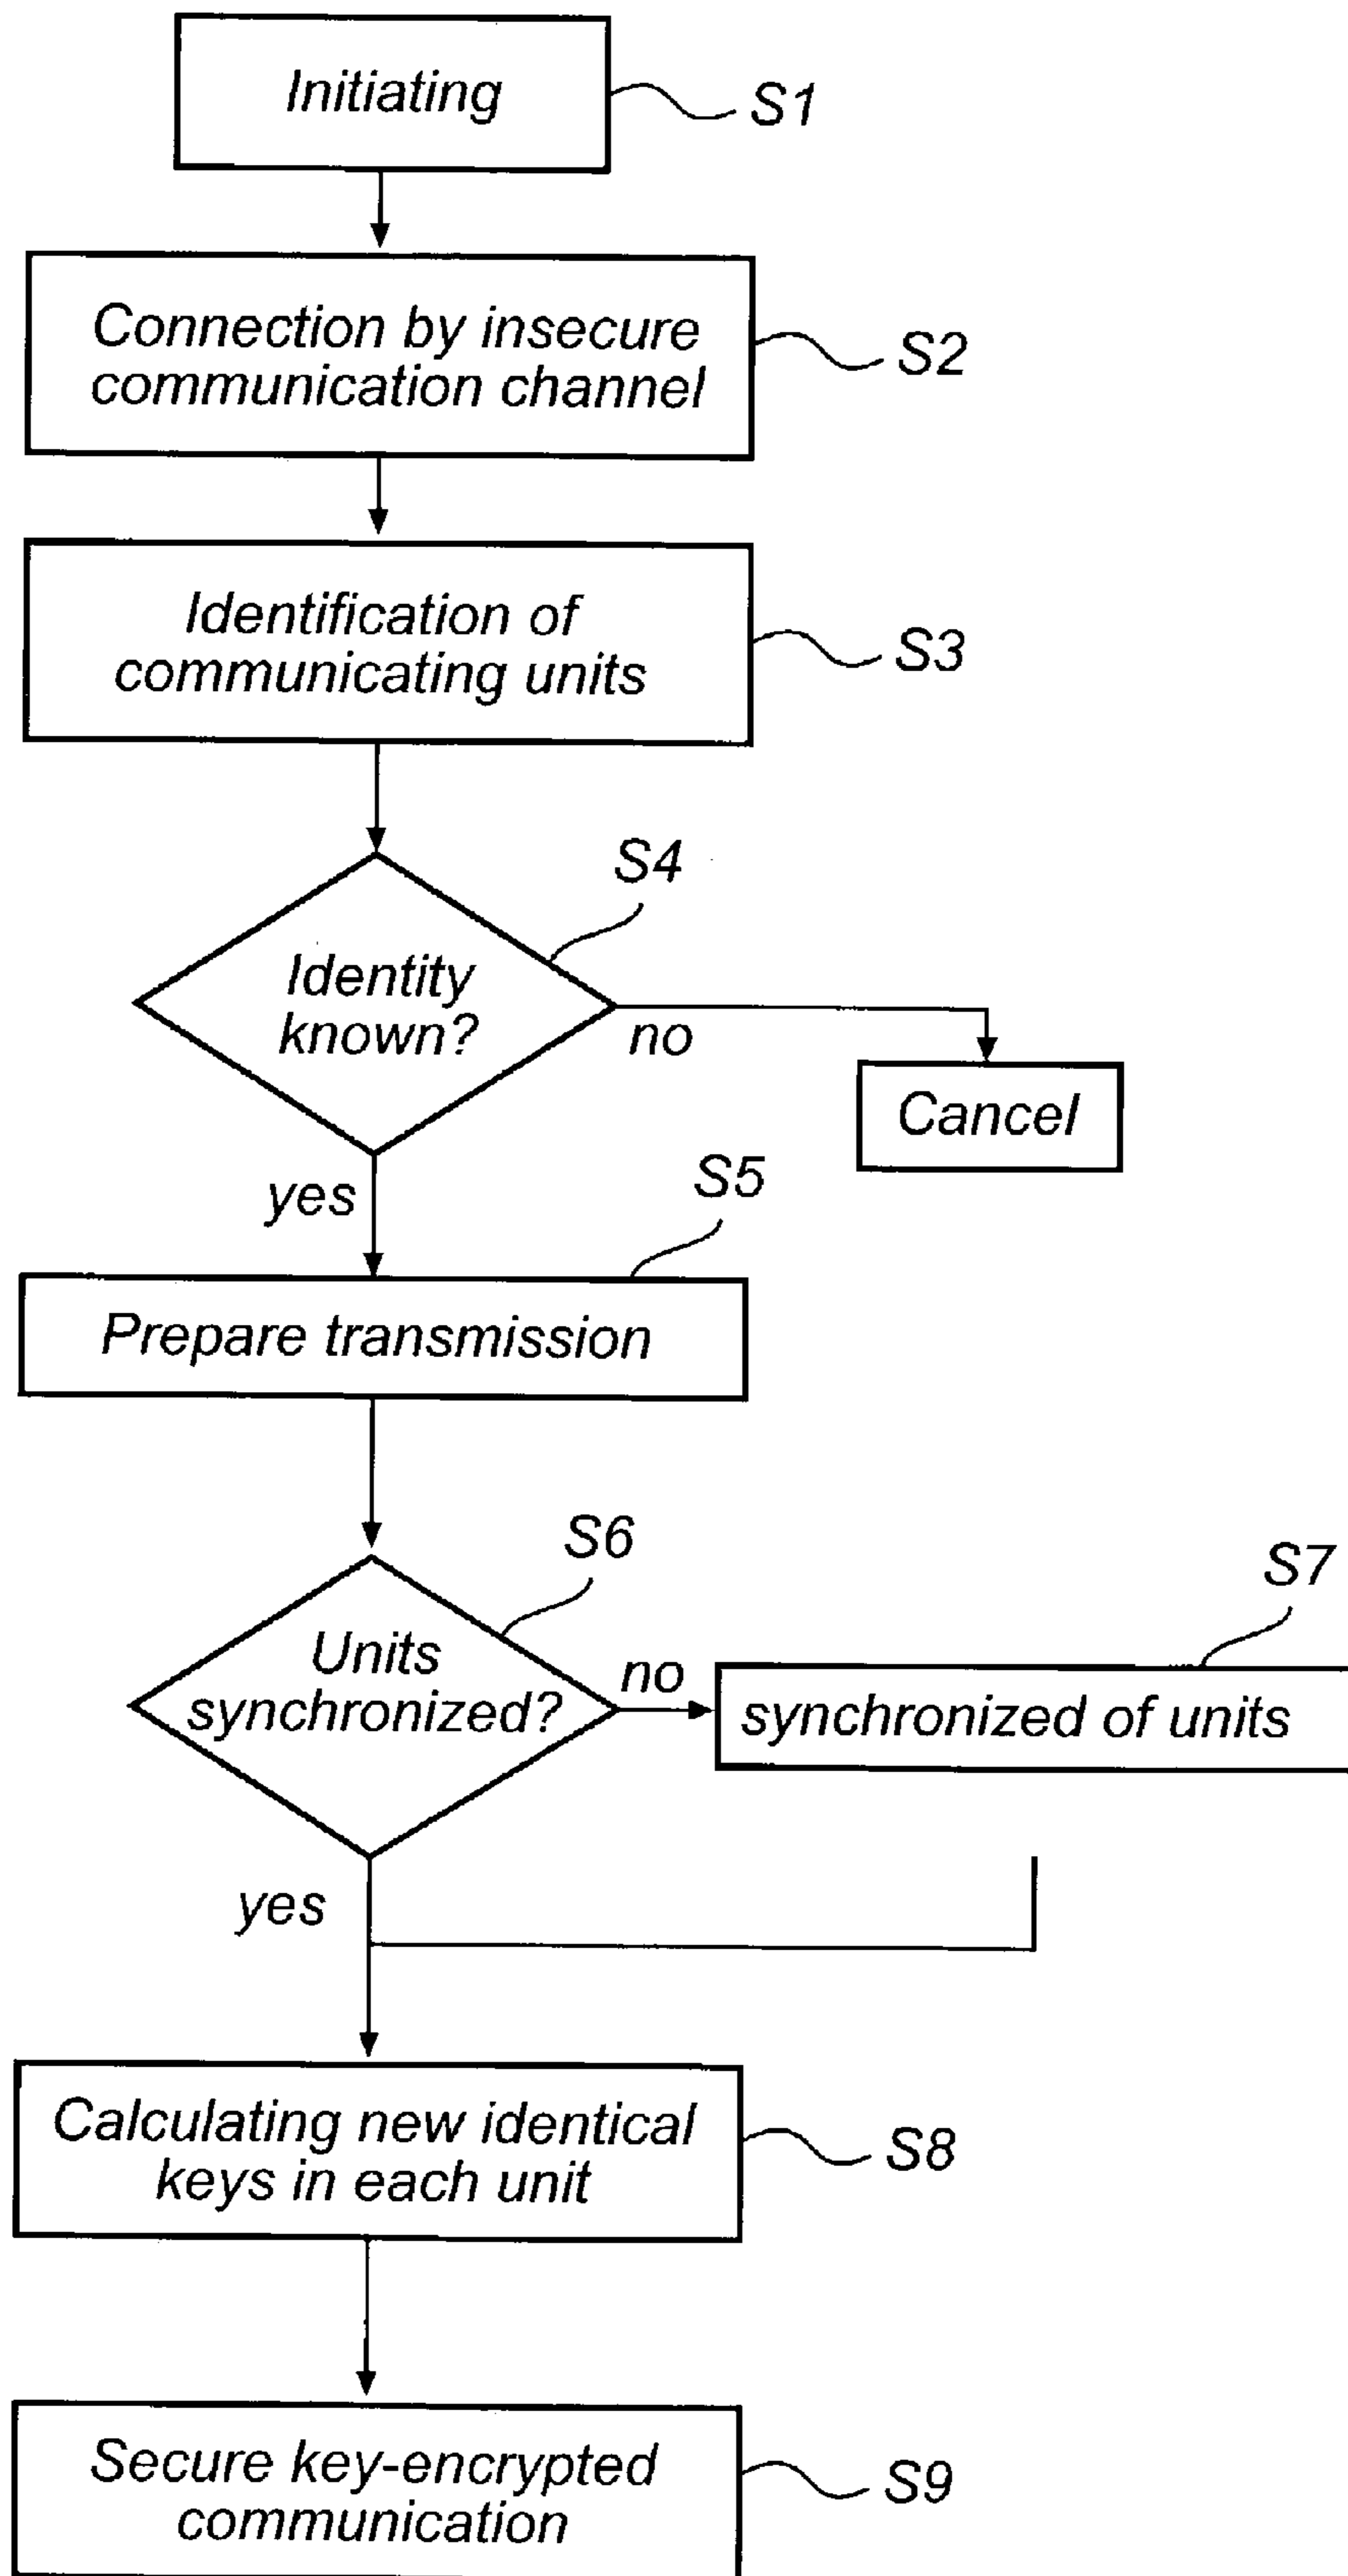 Initiating
S1
Connection by insecure
communication channel
S2
Identification of
communicating units
S3
S4
Identity
known?
no
Cancel
yes
S5
Prepare transmission
S6
S7
Units
synchronized?
no
synchronized of units
yes
Calculating new identical
keys in each unit
S8
Secure key-encrypted
communication
S9